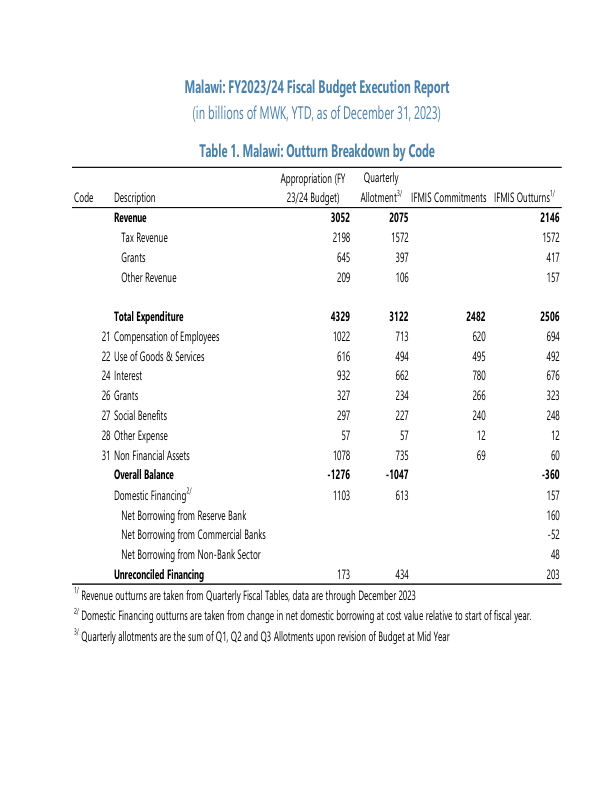 Malawi: FY2023/24 Fiscal Budget Execution Report
(in billions of MWK, YTD, as of December 31, 2023)
Table 1. Malawi: Outturn Breakdown by Code
Code Description Appropriation (FY 23/24 Budget) Quarterly Allotment3/ IFMIS Commitments IFMIS Outturns1/
Revenue 3052 2075 2146
Tax Revenue 2198 1572 1572
Grants 645 397 417
Other Revenue 209 106 157
Total Expenditure 4329 3122 2482 2506
21 Compensation of Employees 1022 713 620 694
22 Use of Goods & Services 616 494 495 492
24 Interest 932 662 780 676
26 Grants 327 234 266 323
27 Social Benefits 297 227 240 248
28 Other Expense 57 57 12 12
31 Non Financial Assets 1078 735 69 60
Overall Balance -1276 -1047 -360
Domestic Financing2/ 1103 613 157
Net Borrowing from Reserve Bank 160
Net Borrowing from Commercial Banks -52
Net Borrowing from Non-Bank Sector 48
Unreconciled Financing 173 434 203
1/ Revenue outturns are taken from Quarterly Fiscal Tables, data are through December 2023
2/ Domestic Financing outturns are taken from change in net domestic borrowing at cost value relative to start of fiscal year.
3/ Quarterly allotments are the sum of Q1, Q2 and Q3 Allotments upon revision of Budget at Mid Year